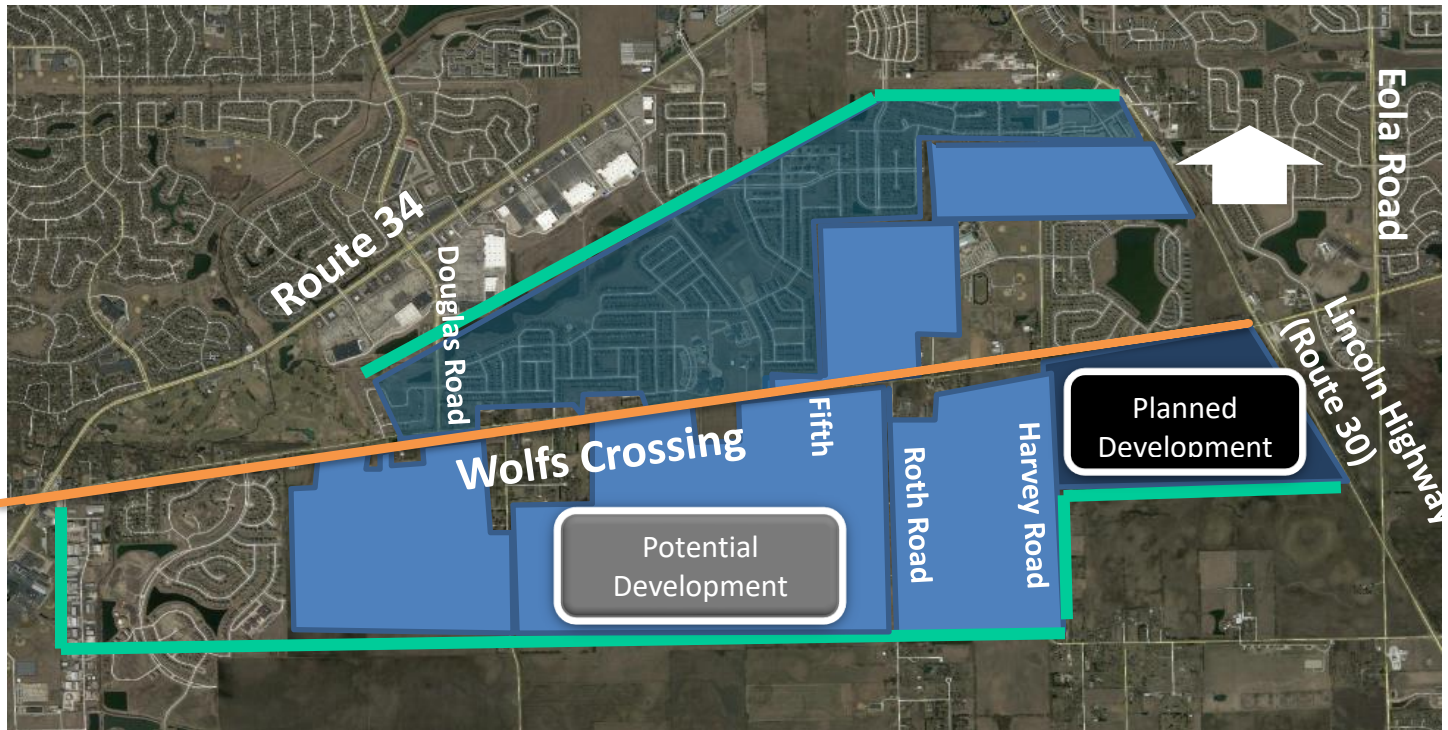 Eola Road
Route 34
Douglas Road
Lincoln Highway
(Route 30)
Planned
Development
Wolfs Crossing
Fifth
Roth Road
Harvey Road
Potential
Development